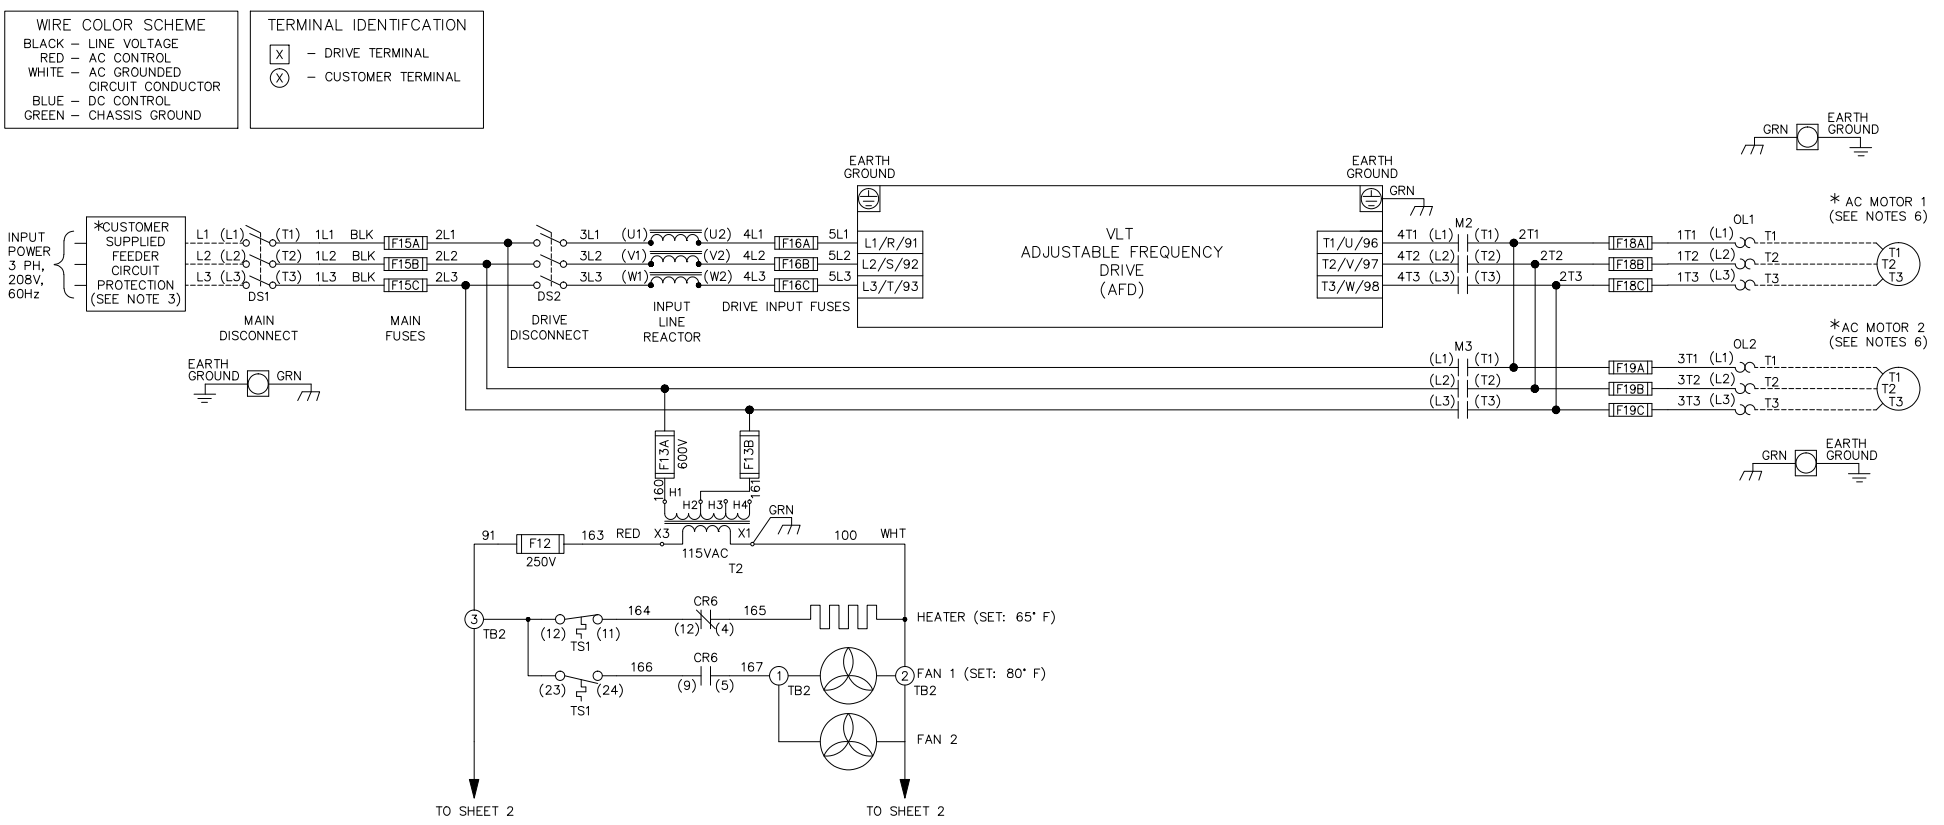 WIRE COLOR SCHEME
BLACK – LINE VOLTAGE
RED – AC CONTROL
WHITE – AC GROUNDED
CIRCUIT CONDUCTOR
BLUE – DC CONTROL
GREEN – CHASSIS GROUND
TERMINAL IDENTIFCATION
X – DRIVE TERMINAL
X – CUSTOMER TERMINAL
GRN EARTH
GROUND
EARTH
GROUND
EARTH
GROUND
GRN
INPUT
POWER
3 PH,
208V,
60Hz
*CUSTOMER
SUPPLIED
FEEDER
CIRCUIT
PROTECTION
(SEE NOTE 3)
L1 (L1) (T1) 1L1 BLK F15A 2L1 3L1 (U1) (U2) 4L1 F16A 5L1 L1/R/91
L2 (L2) (T2) 1L2 BLK F15B 2L2 3L2 (V1) (V2) 4L2 F16B 5L2 L2/S/92
L3 (L3) (T3) 1L3 BLK F15C 2L3 3L3 (W1) (W2) 4L3 F16C 5L3 L3/T/93
DS1
MAIN
DISCONNECT
MAIN
FUSES
DS2
DRIVE
DISCONNECT
INPUT
LINE
REACTOR
DRIVE INPUT FUSES
VLT
ADJUSTABLE FREQUENCY
DRIVE
(AFD)
M2
OL1
* AC MOTOR 1
(SEE NOTES 6)
T1/U/96 4T1 (L1) (T1) 2T1 F18A 1T1 (L1) T1 T1
T2/V/97 4T2 (L2) (T2) 2T2 F18B 1T2 (L2) T2 T2
T3/W/98 4T3 (L3) (T3) 2T3 F18C 1T3 (L3) T3 T3
EARTH
GROUND GRN
M3
OL2
*AC MOTOR 2
(SEE NOTES 6)
(L1) (T1) F19A 3T1 (L1) T1 T1
(L2) (T2) F19B 3T2 (L2) T2 T2
(L3) (T3) F19C 3T3 (L3) T3 T3
GRN EARTH
GROUND
F13A
600V
F13B
160
161
H1
H2 H3 H4
GRN
91 F12 163 RED X3 X1 100 WHT
250V
115VAC
T2
3
TB2
164 CR6 165
(12) (11) (12) (4)
TS1
HEATER (SET: 65° F)
166 CR6 167
(23) (24) (9) (5)
TS1
1
TB2
2
TB2
FAN 1 (SET: 80° F)
FAN 2
TO SHEET 2
TO SHEET 2